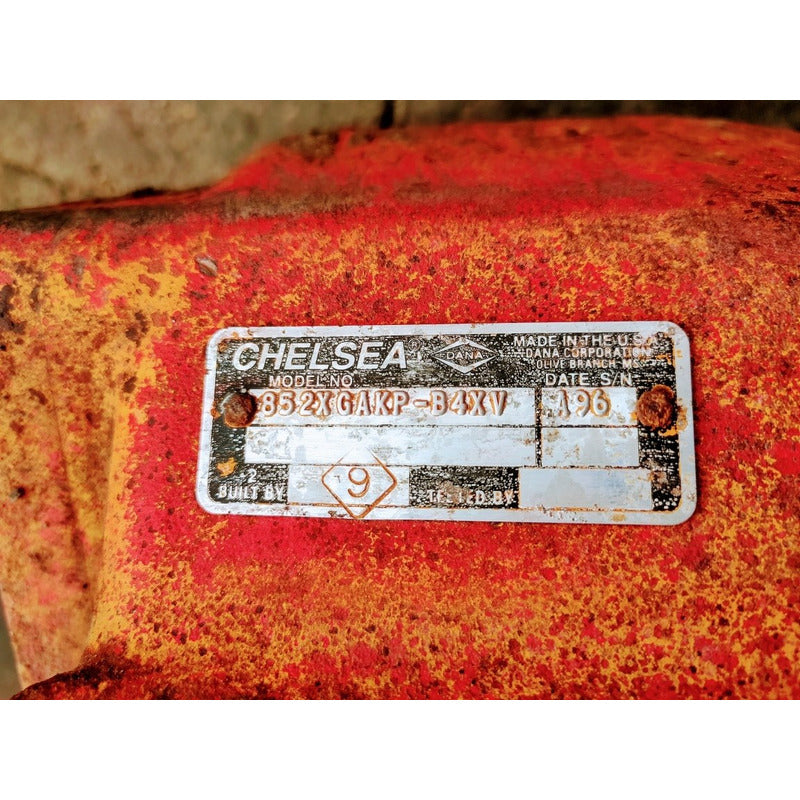 CHELSEA DANA MADE IN THE U.S.A.
DANA CORPORATION
OLIVE BRANCH MS.
MODEL NO. DATE S/N
852XGAKP-B4XV A96
2
BUILT BY 9 TESTED BY